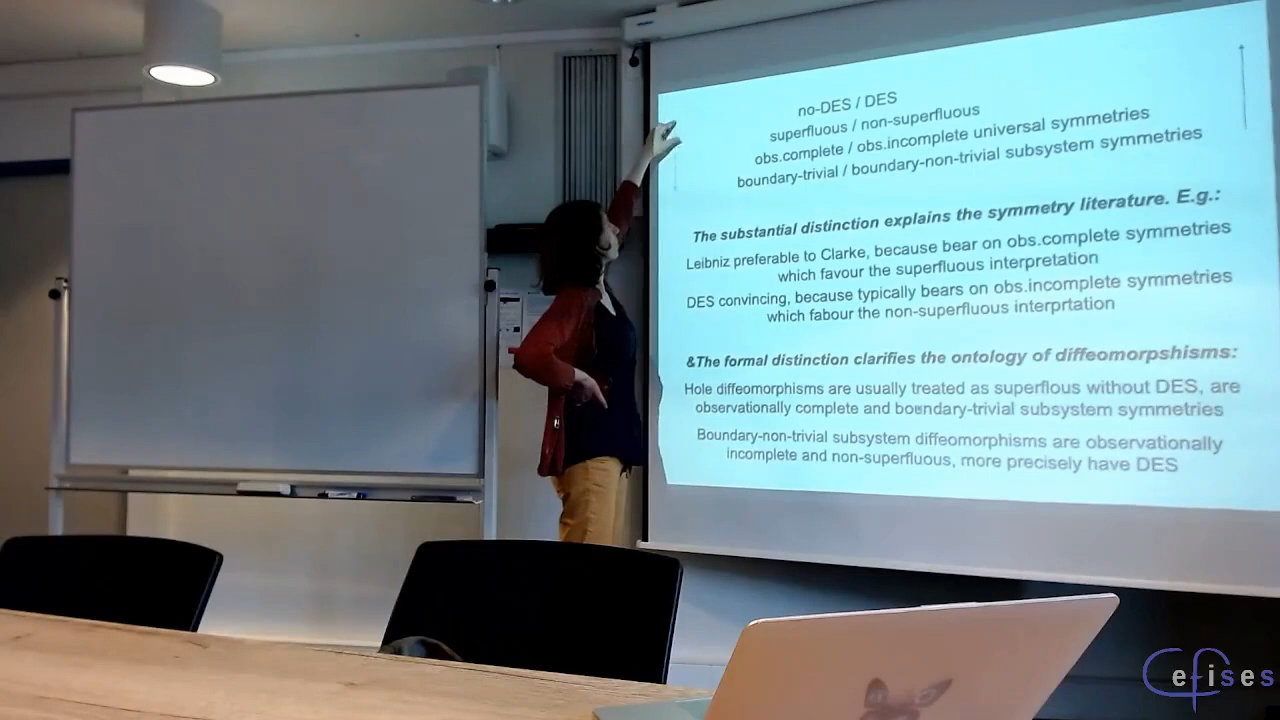 no-DES / DES
superfluous / non-superfluous
obs.complete / obs.incomplete universal symmetries
boundary-trivial / boundary-non-trivial subsystem symmetries
The substantial distinction explains the symmetry literature. E.g.:
Leibniz preferable to Clarke, because bear on obs.complete symmetries
which favour the superfluous interpretation
DES convincing, because typically bears on obs.incomplete symmetries
which fabour the non-superfluous interprtation
&The formal distinction clarifies the ontology of diffeomorpshisms:
Hole diffeomorphisms are usually treated as superflous without DES, are
observationally complete and boundary-trivial subsystem symmetries
Boundary-non-trivial subsystem diffeomorphisms are observationally
incomplete and non-superfluous, more precisely have DES
Cefises